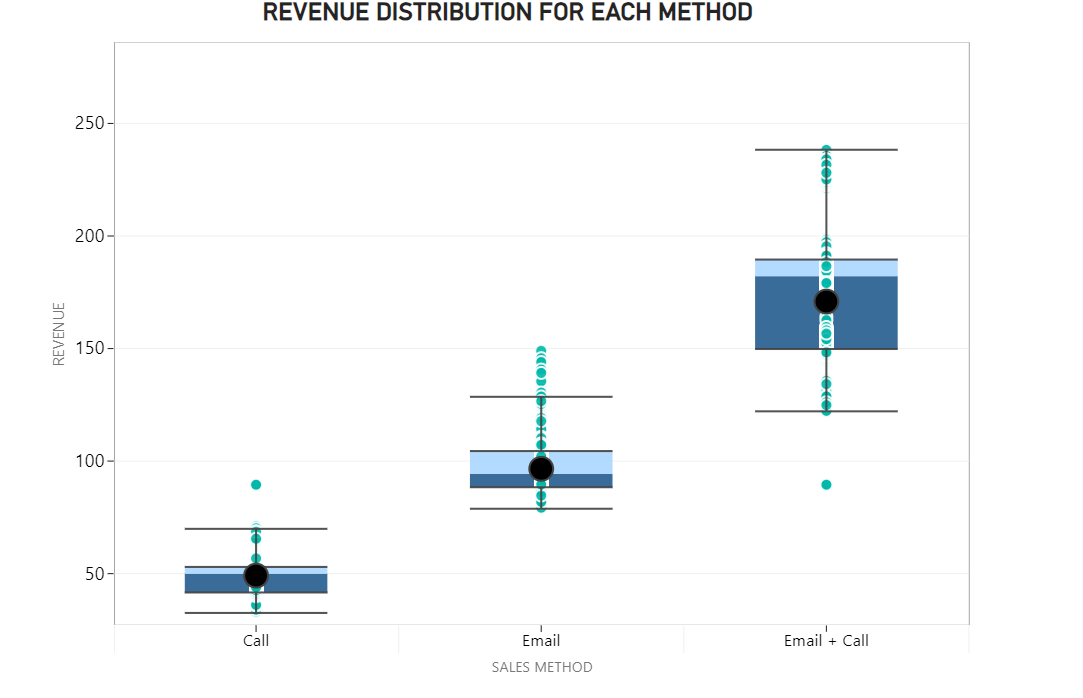 REVENUE DISTRIBUTION FOR EACH METHOD
250
200
150
100
50
REVENUE
Call
Email
Email + Call
SALES METHOD